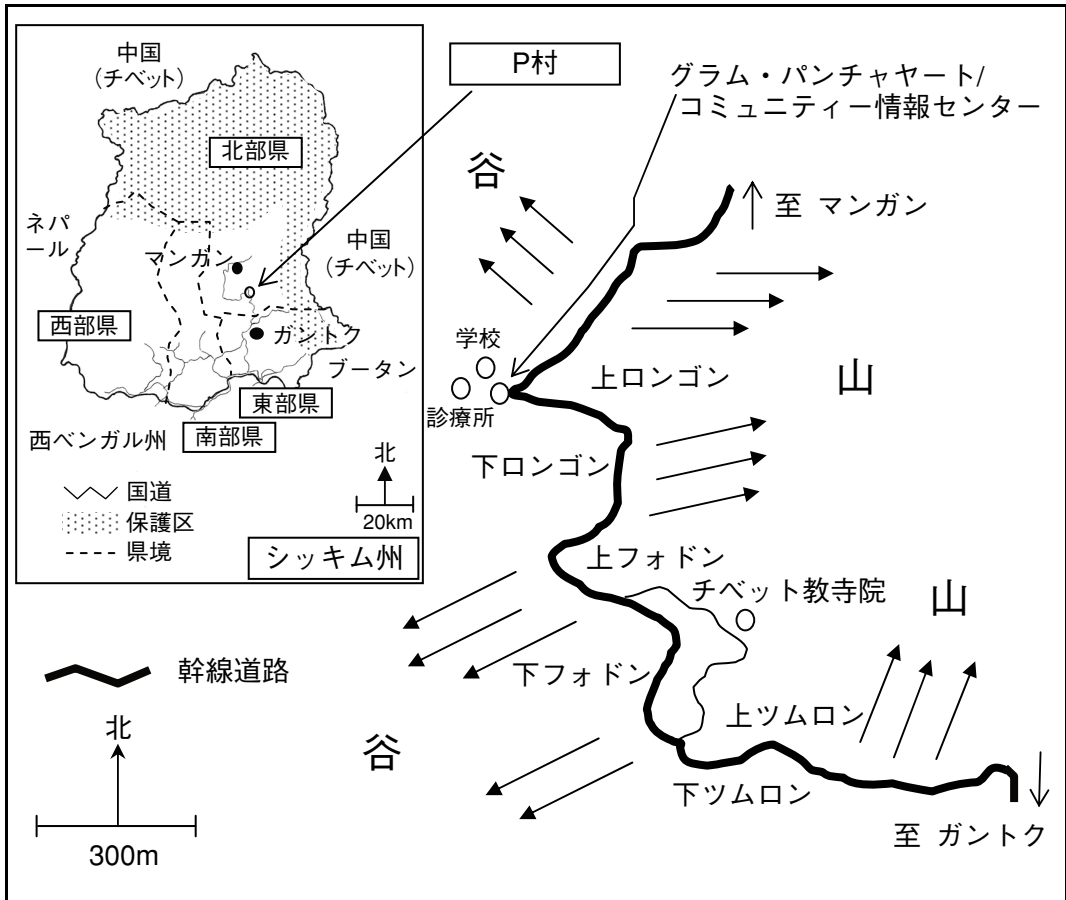 中国
（チベット）
北部県
ネパ
ール
マンガン
中国
（チベット）
西部県
ガントク
ブータン
東部県
南部県
西ベンガル州
国道
保護区
県境
北
20km
シッキム州
P村
グラム・パンチャヤート/
コミュニティー情報センター
谷
至 マンガン
学校
診療所
上ロンゴン
山
下ロンゴン
上フォドン
チベット教寺院
山
幹線道路
下フォドン
北
谷
上ツムロン
下ツムロン
至 ガントク
300m